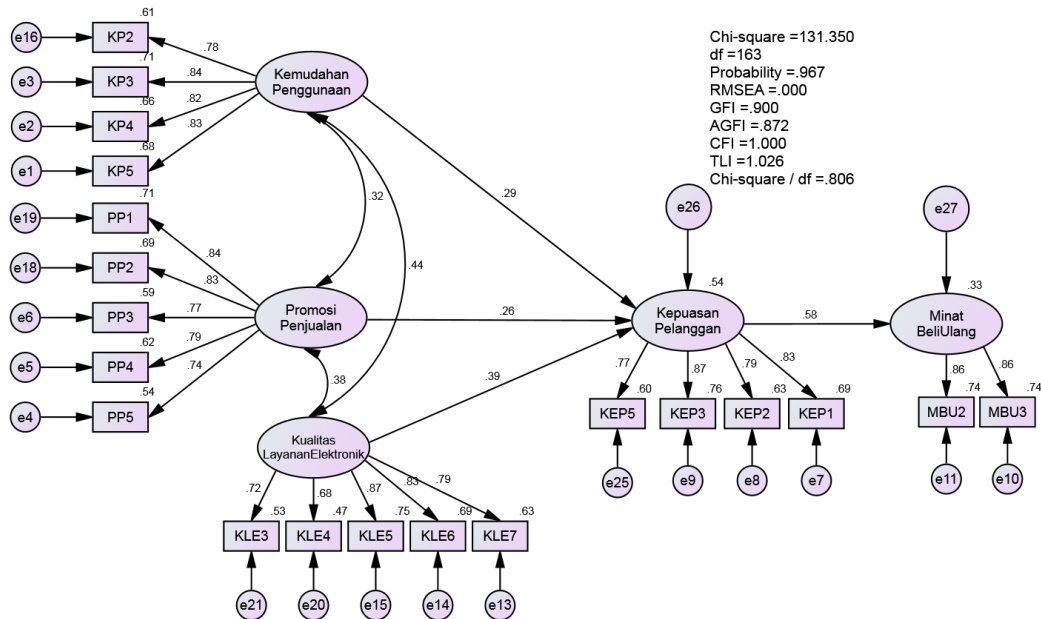 .61
e16
KP2
.78
.71
e3
KP3
.84
.66
e2
KP4
.82
.68
e1
KP5
.83
Kemudahan
Penggunaan
.71
e19
PP1
.84
.69
e18
PP2
.83
.59
e6
PP3
.77
.62
e5
PP4
.79
.54
e4
PP5
.74
Promosi
Penjualan
.32
.44
.38
Kualitas
LayananElektronik
.72
.68
.87
.83
.79
.53
.47
.75
.69
.63
KLE3
KLE4
KLE5
KLE6
KLE7
e21
e20
e15
e14
e13
.29
.26
.39
Chi-square =131.350
df =163
Probability =.967
RMSEA =.000
GFI =.900
AGFI =.872
CFI =1.000
TLI =1.026
Chi-square / df =.806
e26
.54
Kepuasan
Pelanggan
.77
.87
.79
.83
.60
.76
.63
.69
KEP5
KEP3
KEP2
KEP1
e25
e9
e8
e7
.58
e27
.33
Minat
BeliUlang
.86
.86
.74
.74
MBU2
MBU3
e11
e10